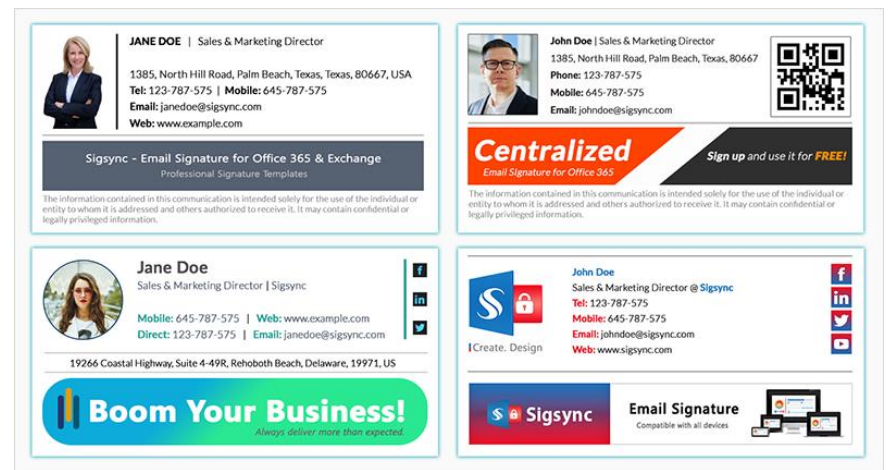 JANE DOE | Sales & Marketing Director
1385, North Hill Road, Palm Beach, Texas, Texas, 80667, USA
Tel: 123-787-575 | Mobile: 645-787-575
Email: janedoe@sigsync.com
Web: www.example.com
Sigsync - Email Signature for Office 365 & Exchange
Professional Signature Templates
The information contained in this communication is intended solely for the use of the individual or
entity to whom it is addressed and others authorized to receive it. It may contain confidential or
legally privileged information.
John Doe | Sales & Marketing Director
1385, North Hill Road, Palm Beach, Texas, 80667
Phone: 123-787-575
Mobile: 645-787-575
Email: johndoe@sigsync.com
Centralized
Email Signature for Office 365
Sign up and use it for FREE!
The information contained in this communication is intended solely for the use of the individual or
entity to whom it is addressed and others authorized to receive it. It may contain confidential or
legally privileged information.
Jane Doe
Sales & Marketing Director | Sigsync
Mobile: 645-787-575 | Web: www.example.com
Direct: 123-787-575 | Email: janedoe@sigsync.com
f
in
19266 Coastal Highway, Suite 4-49R, Rehoboth Beach, Delaware, 19971, US
Boom Your Business!
Always deliver more than expected.
S
ICreate. Design
John Doe
Sales & Marketing Director @ Sigsync
Tel: 123-787-575
Mobile: 645-787-575
Email: johndoe@sigsync.com
Web: www.sigsync.com
f
in
S Sigsync
Email Signature
Compatible with all devices